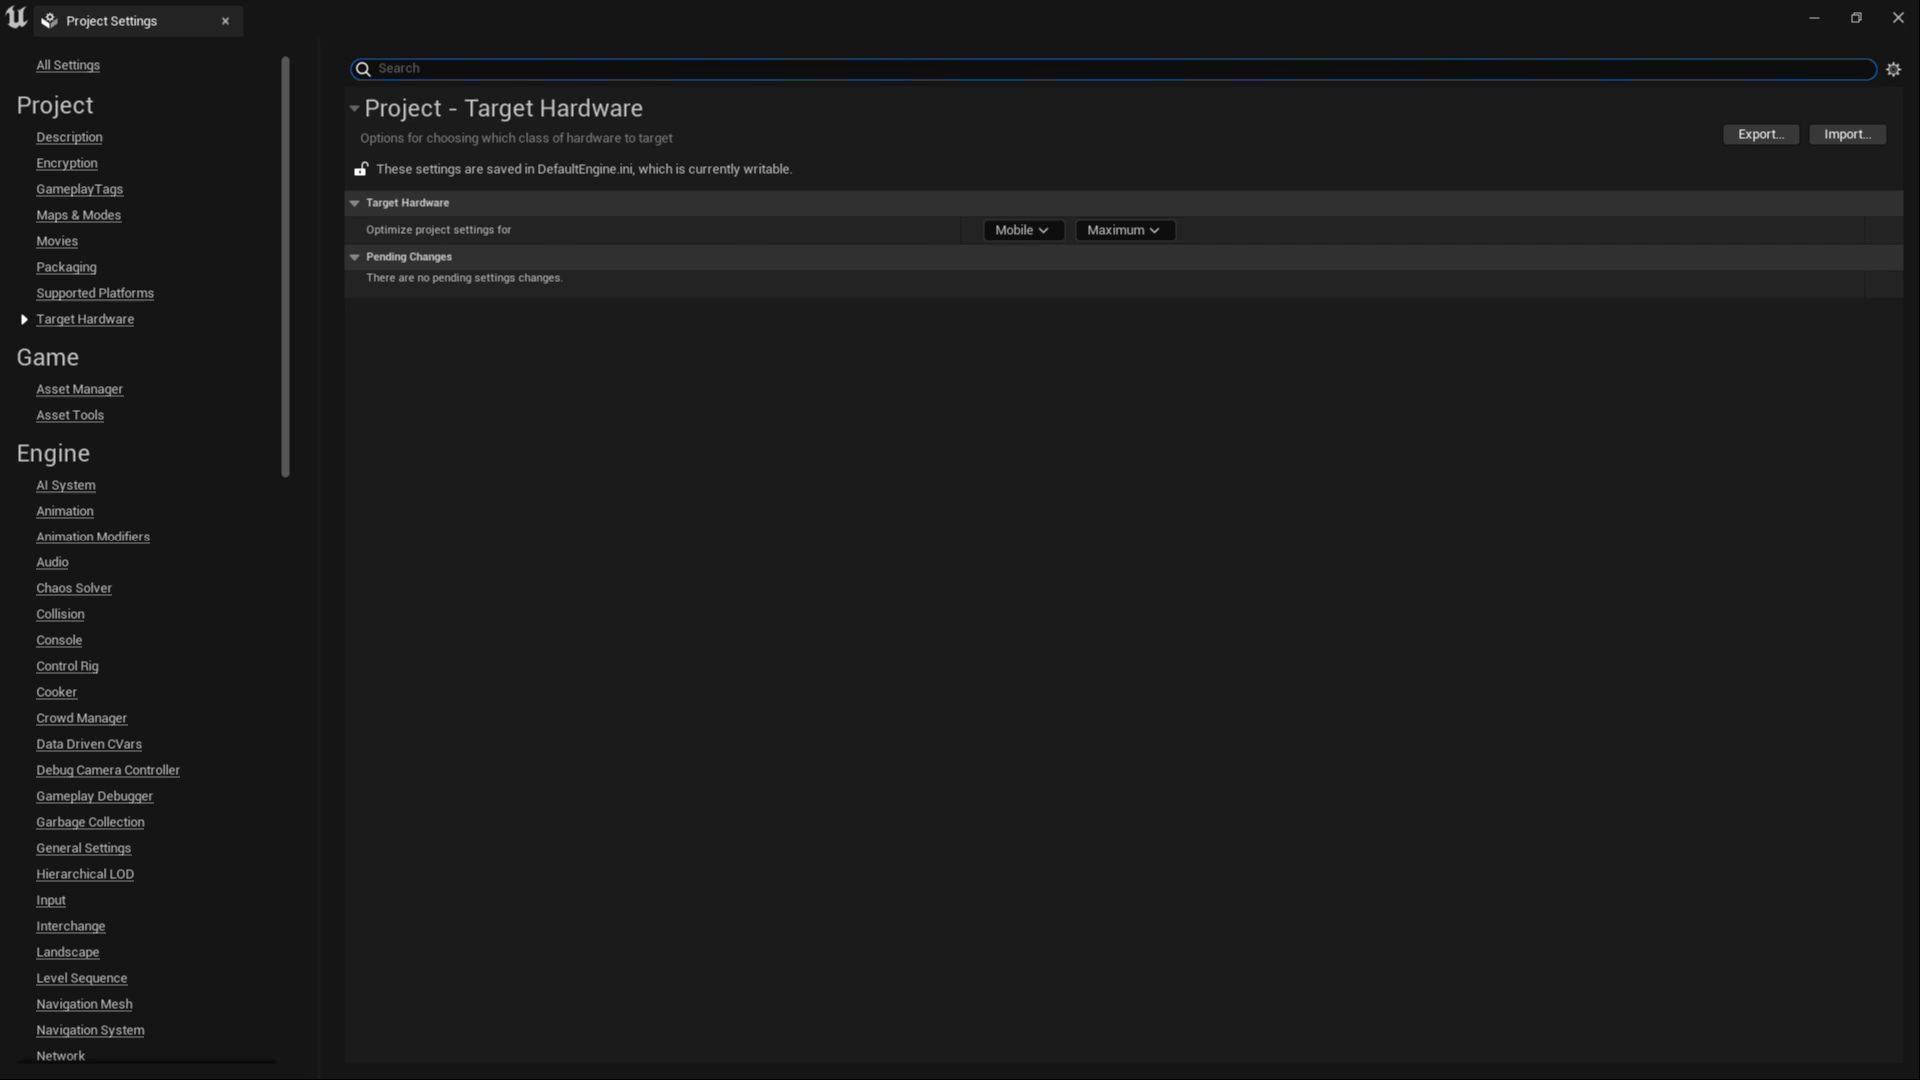 Project Settings
All Settings
Project
Description
Encryption
GameplayTags
Maps & Modes
Movies
Packaging
Supported Platforms
Target Hardware
Game
Asset Manager
Asset Tools
Engine
AI System
Animation
Animation Modifiers
Audio
Chaos Solver
Collision
Console
Control Rig
Cooker
Crowd Manager
Data Driven CVars
Debug Camera Controller
Gameplay Debugger
Garbage Collection
General Settings
Hierarchical LOD
Input
Interchange
Landscape
Level Sequence
Navigation Mesh
Navigation System
Network
Search
Project - Target Hardware
Options for choosing which class of hardware to target
Export... Import...
These settings are saved in DefaultEngine.ini, which is currently writable.
Target Hardware
Optimize project settings for Mobile Maximum
Pending Changes
There are no pending settings changes.